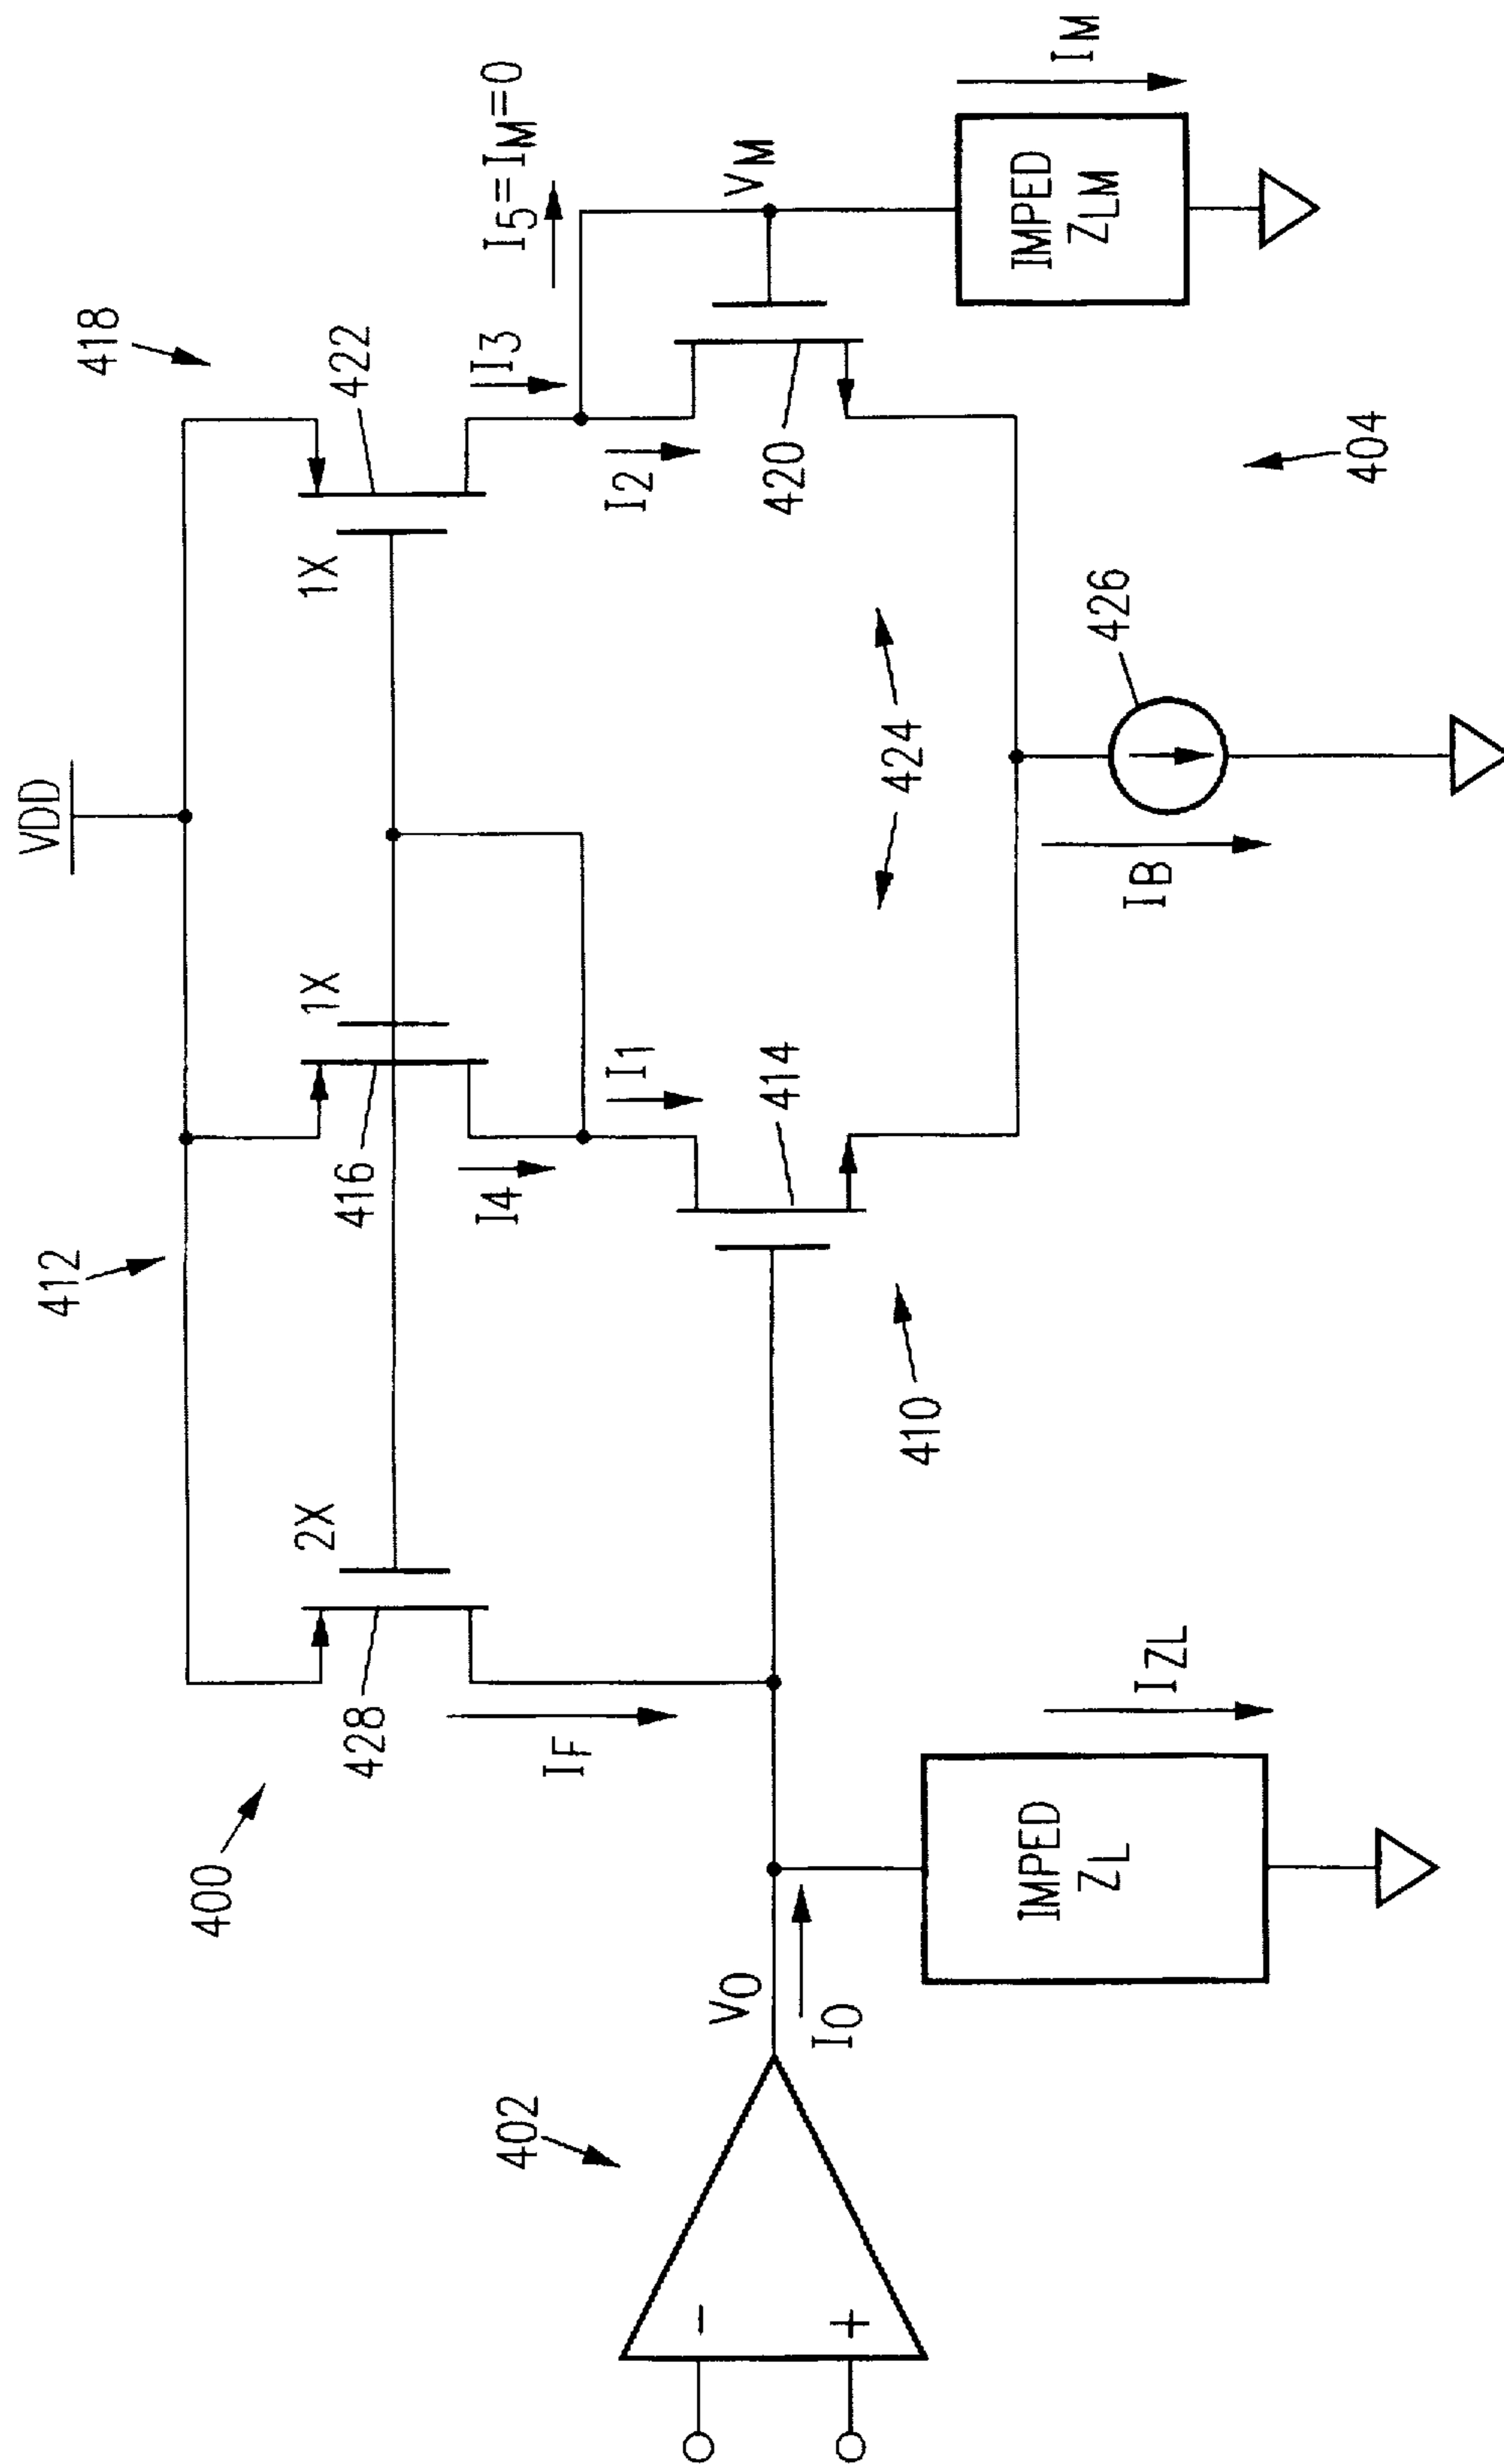 VDD
418
422
1X
I3
I5=IM=0
412
1X
416
I4
I1
I2
420
VM
IMPED
ZLM
IM
404
424
414
426
IB
400
2X
428
IF
410
402
VO
IO
IMPED
ZL
IZL
-
+